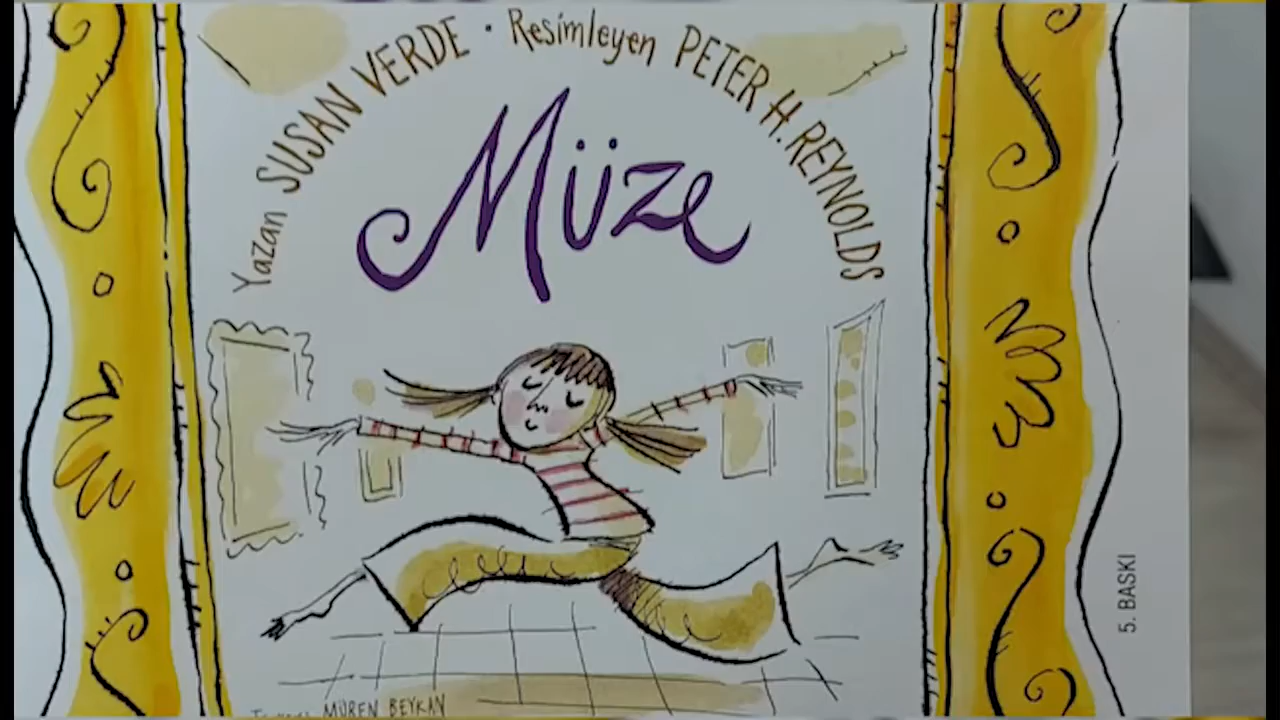 Yazan SUSAN VERDE · Resimleyen PETER H. REYNOLDS
Müze
5. BASKI
MÜREN BEYKAN